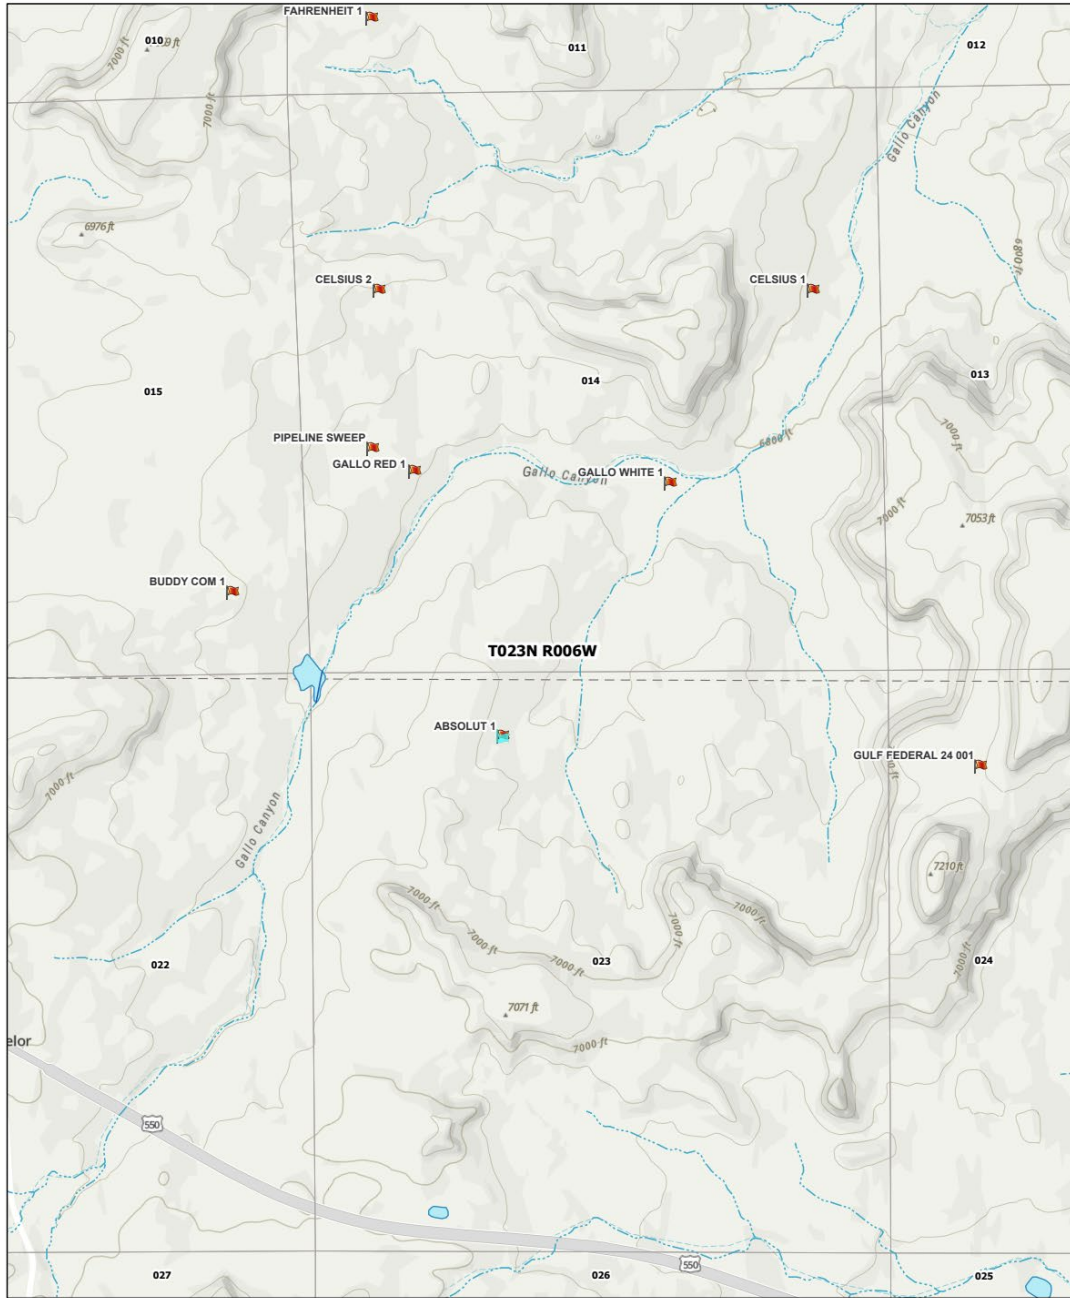 FAHRENHEIT 1
010
7000 ft
011
012
7000 ft
Gallo Canyon
6976 ft
6800 ft
CELSIUS 2
CELSIUS 1
015
014
013
7000 ft
PIPELINE SWEEP
6800 ft
GALLO RED 1
Gallo Canyon
GALLO WHITE 1
7000 ft
7053 ft
BUDDY COM 1
T023N R006W
ABSOLUT 1
GULF FEDERAL 24 001
7000 ft
Gallo Canyon
7210 ft
7000 ft
7000 ft
7000 ft
7000 ft
7000 ft
022
023
024
7000 ft
7071 ft
elor
7000 ft
550
550
027
026
025